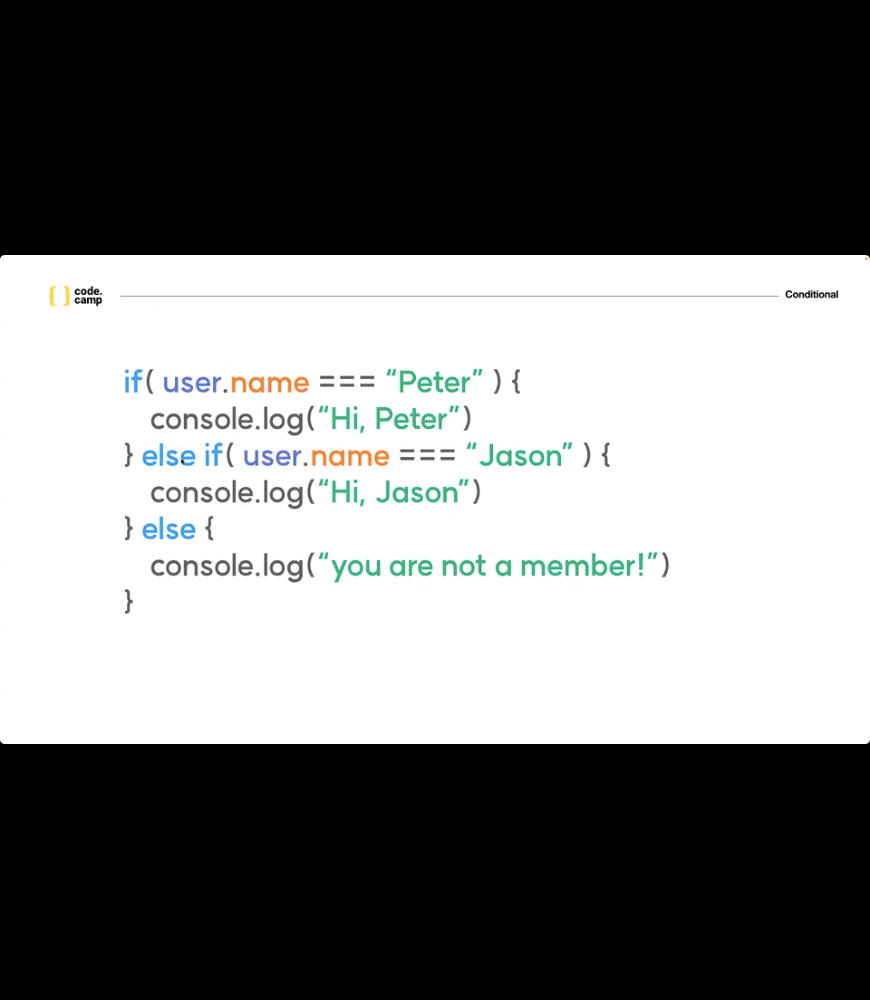 { } code.
camp
Conditional
if( user.name === “Peter” ) {
console.log(“Hi, Peter”)
} else if( user.name === “Jason” ) {
console.log(“Hi, Jason”)
} else {
console.log(“you are not a member!”)
}